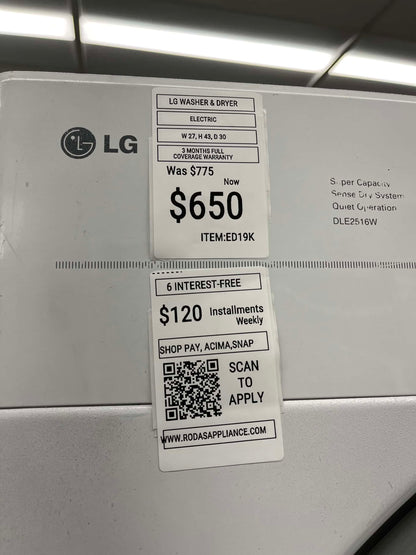 LG
LG WASHER & DRYER
ELECTRIC
W 27, H 43, D 30
3 MONTHS FULL
COVERAGE WARRANTY
Was $775
Now
$650
ITEM:ED19K
Super Capacity
Sense Dry System
Quiet Operation
DLE2516W
6 INTEREST-FREE
$120 Installments
Weekly
SHOP PAY, ACIMA,SNAP
SCAN
TO
APPLY
WWW.RODASAPPLIANCE.COM